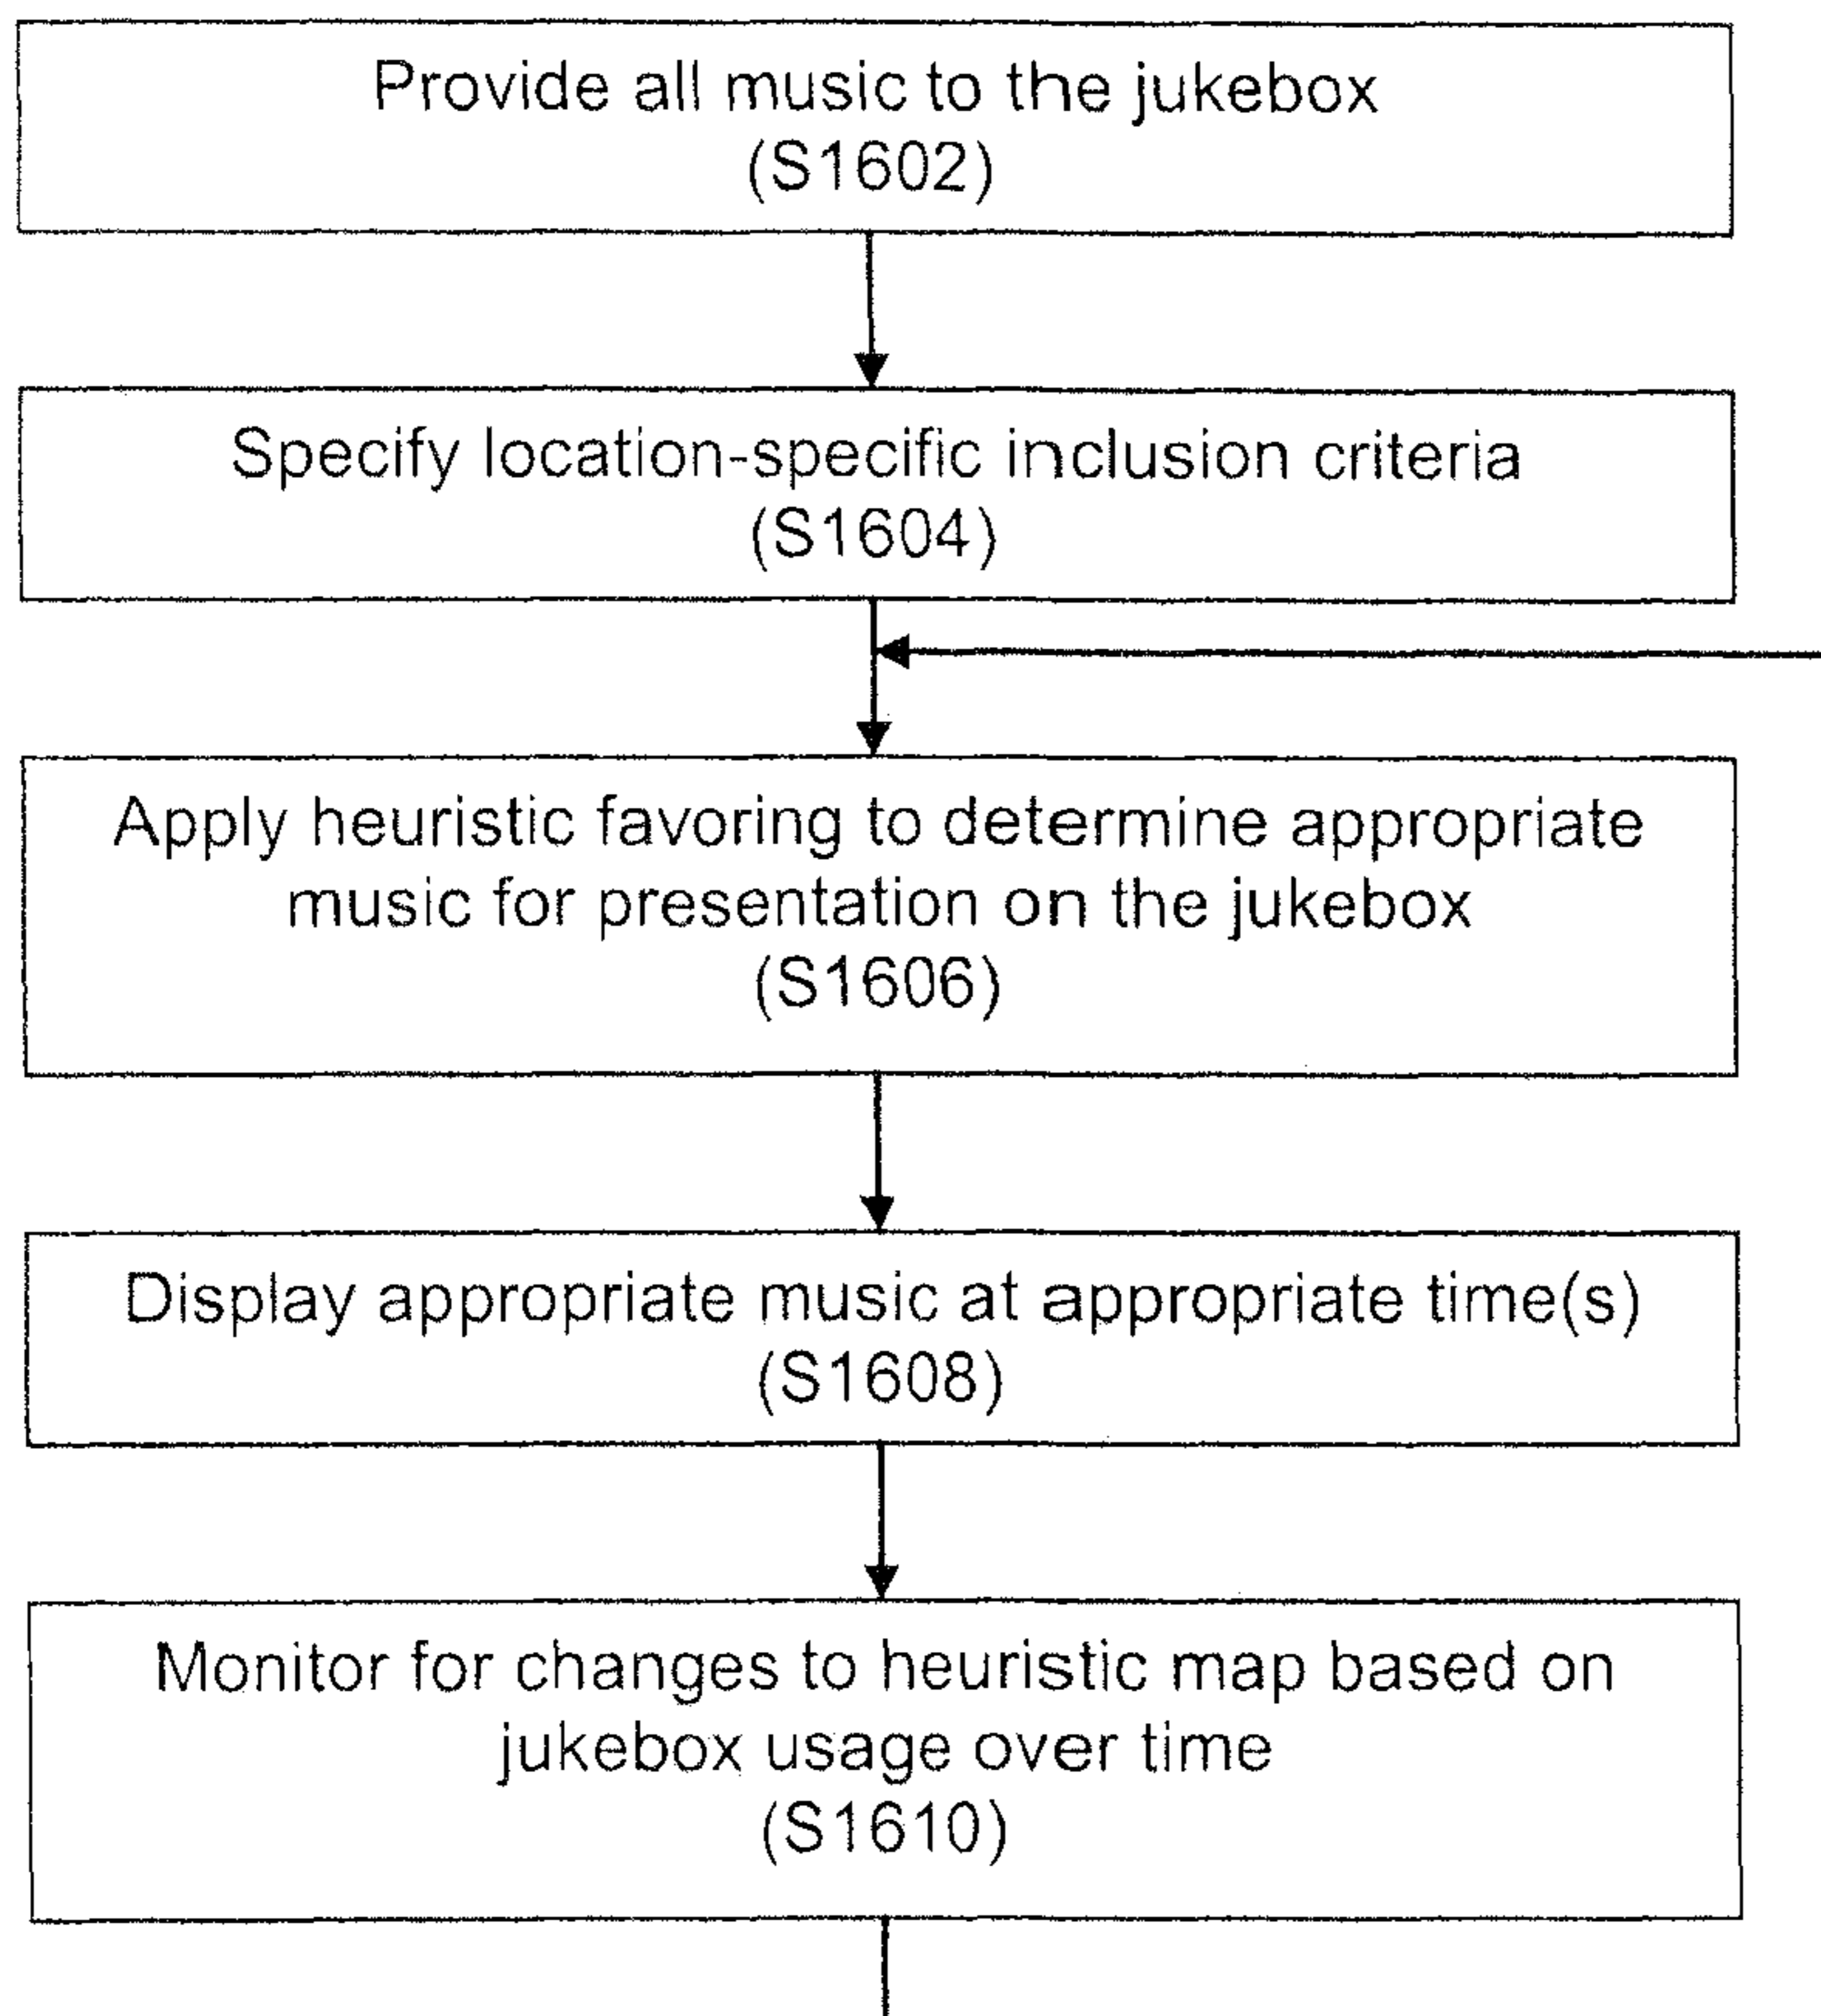 Provide all music to the jukebox
(S1602)
Specify location-specific inclusion criteria
(S1604)
Apply heuristic favoring to determine appropriate
music for presentation on the jukebox
(S1606)
Display appropriate music at appropriate time(s)
(S1608)
Monitor for changes to heuristic map based on
jukebox usage over time
(S1610)